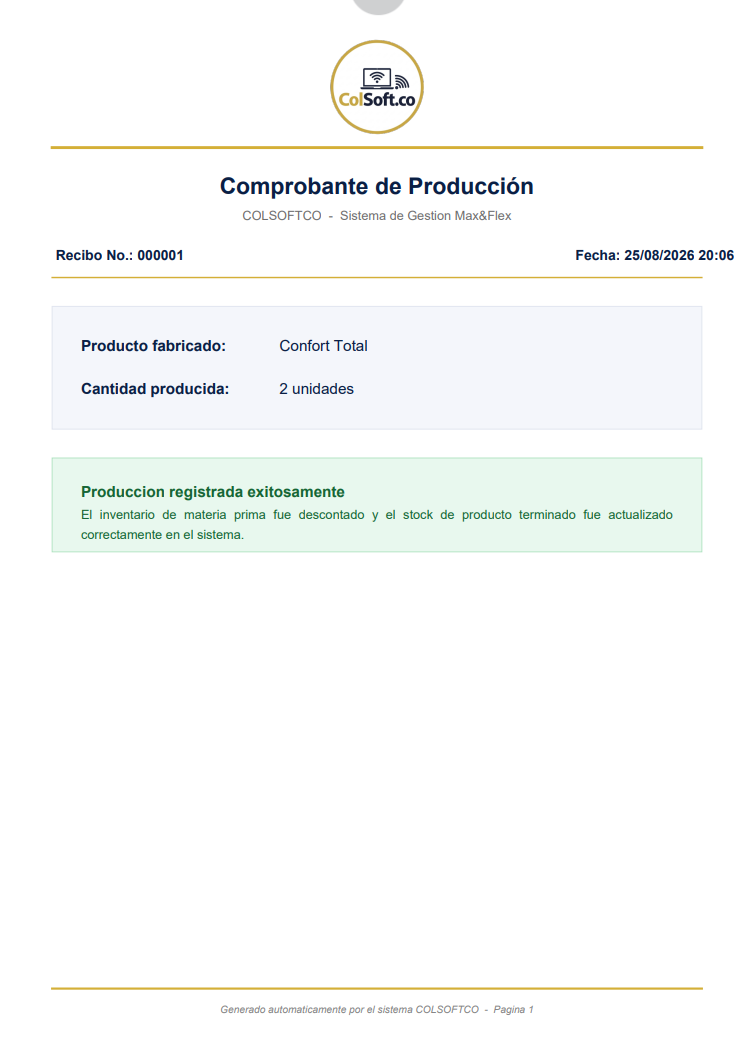 ColSoft.co
Comprobante de Producción
COLSOFTCO - Sistema de Gestion Max&Flex
Recibo No.: 000001 Fecha: 25/08/2026 20:06
Producto fabricado: Confort Total
Cantidad producida: 2 unidades
Produccion registrada exitosamente
El inventario de materia prima fue descontado y el stock de producto terminado fue actualizado
correctamente en el sistema.
Generado automaticamente por el sistema COLSOFTCO - Pagina 1